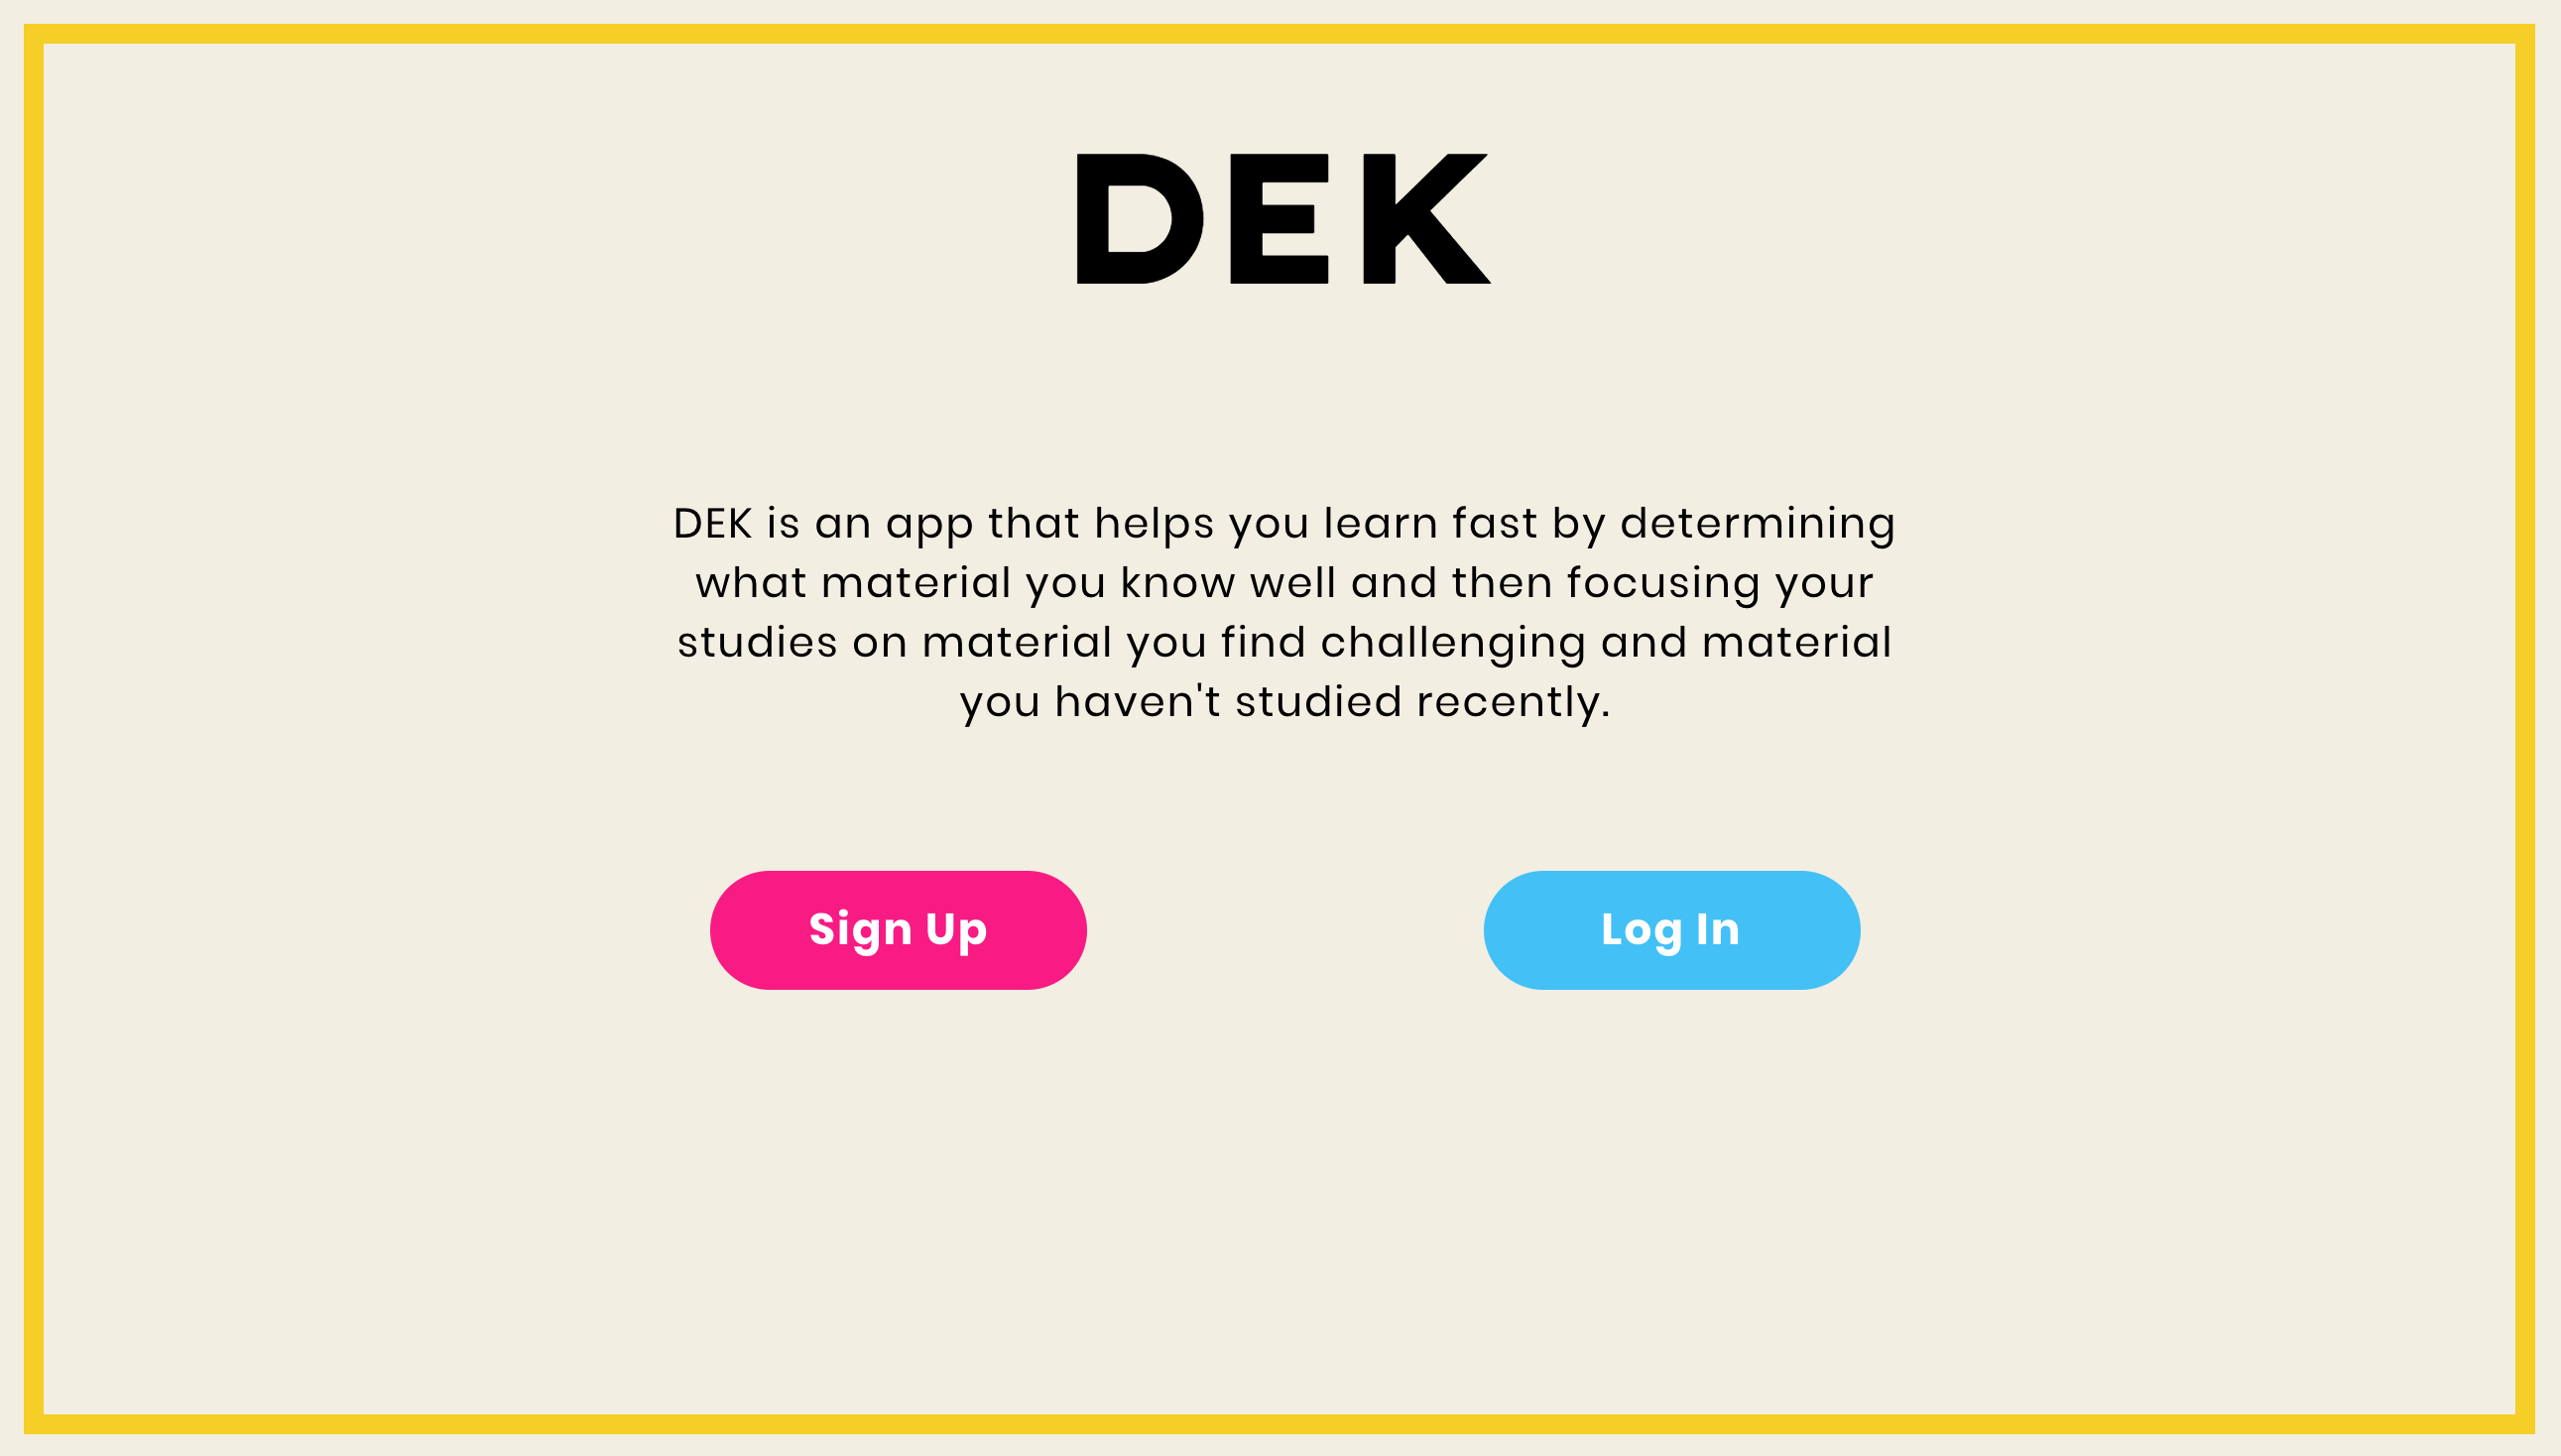 DEK
DEK is an app that helps you learn fast by determining
what material you know well and then focusing your
studies on material you find challenging and material
you haven't studied recently.
Sign Up
Log In